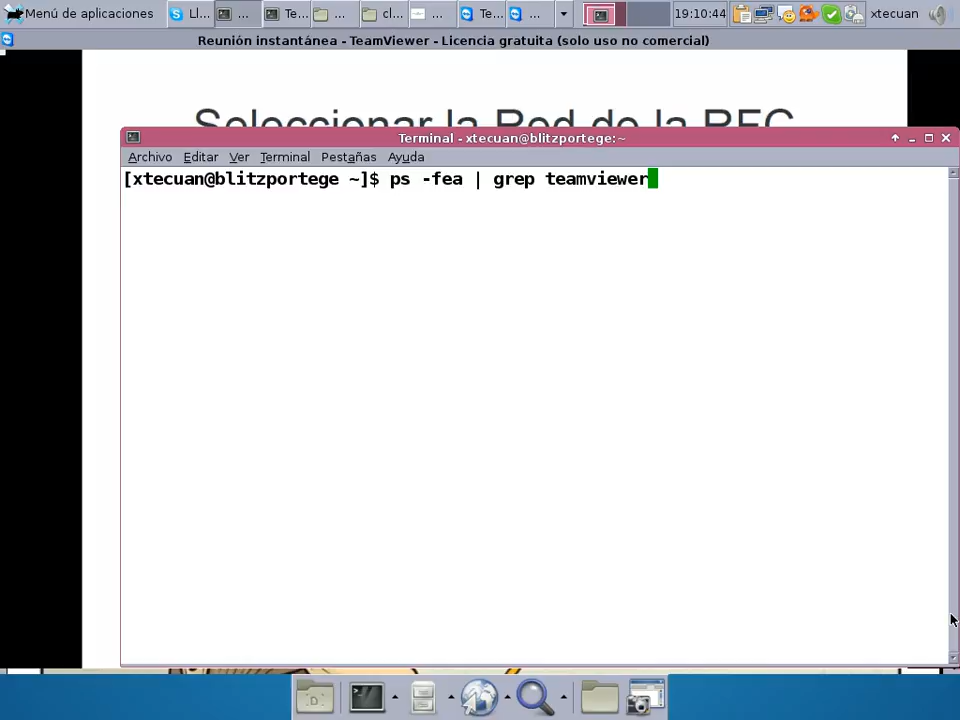 Menú de aplicaciones Ll... ... Te... ... cl... ... Te... ... 19:10:44 xtecuan
Reunión instantánea - TeamViewer - Licencia gratuita (solo uso no comercial)
Seleccionar la Red de la RFC
Terminal - xtecuan@blitzportege:~
Archivo Editar Ver Terminal Pestañas Ayuda
[xtecuan@blitzportege ~]$ ps -fea | grep teamviewer